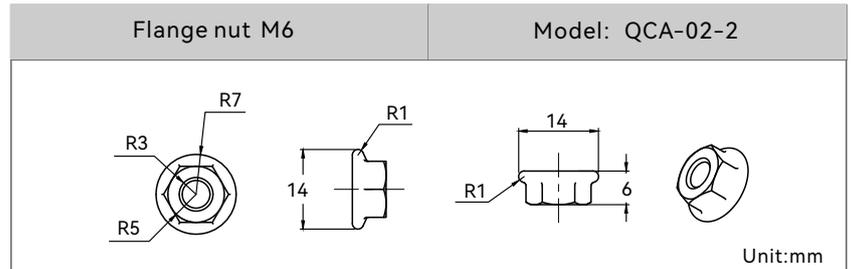 Flange nut M6
Model: QCA-02-2
R7
R1
R3
14
14
R1
6
R5
Unit:mm